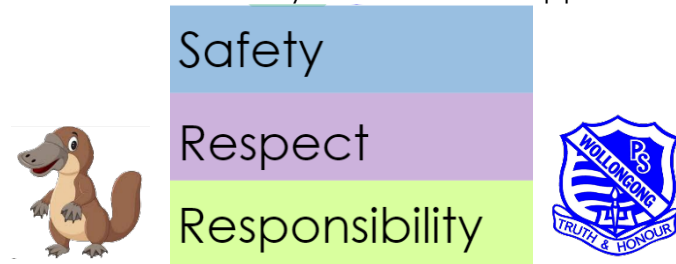 Safety
Respect
Responsibility
PS
WOLLONGONG
TRUTH & HONOUR